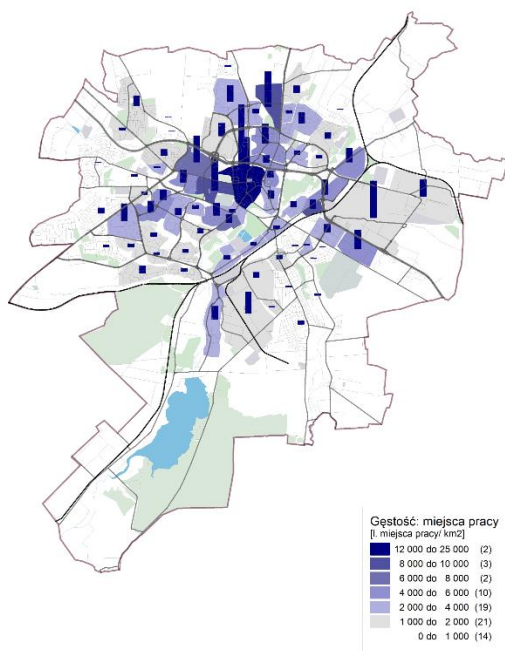 Gęstość: miejsca pracy
[l. miejsca pracy/ km2]
12 000 do 25 000 (2)
8 000 do 10 000 (3)
6 000 do 8 000 (2)
4 000 do 6 000 (10)
2 000 do 4 000 (19)
1 000 do 2 000 (21)
0 do 1 000 (14)